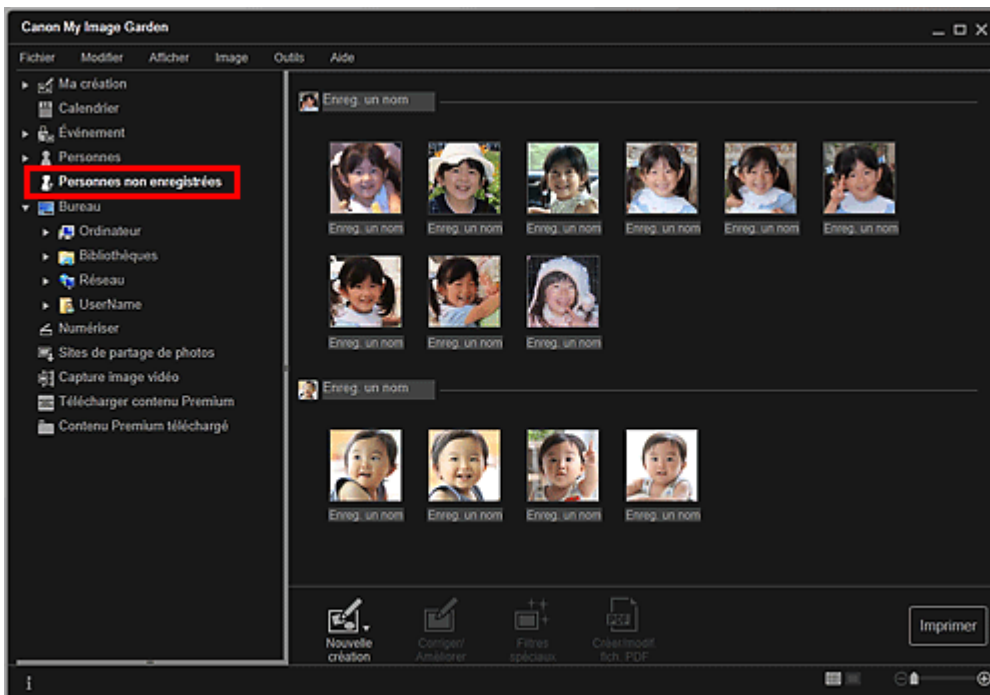 Canon My Image Garden
Fichier Modifier Afficher Image Outils Aide
Ma création
Calendrier
Événement
Personnes
Personnes non enregistrées
Bureau
Ordinateur
Bibliothèques
Réseau
UserName
Numériser
Sites de partage de photos
Capture image vidéo
Télécharger contenu Premium
Contenu Premium téléchargé
Enreg. un nom
Enreg. un nom Enreg. un nom Enreg. un nom Enreg. un nom Enreg. un nom Enreg. un nom
Enreg. un nom Enreg. un nom Enreg. un nom
Enreg. un nom
Enreg. un nom Enreg. un nom Enreg. un nom Enreg. un nom
Nouvelle
création
Corriger/
Améliorer
Filtres
spéciaux
PDF
Créer/modif.
fich. PDF
Imprimer